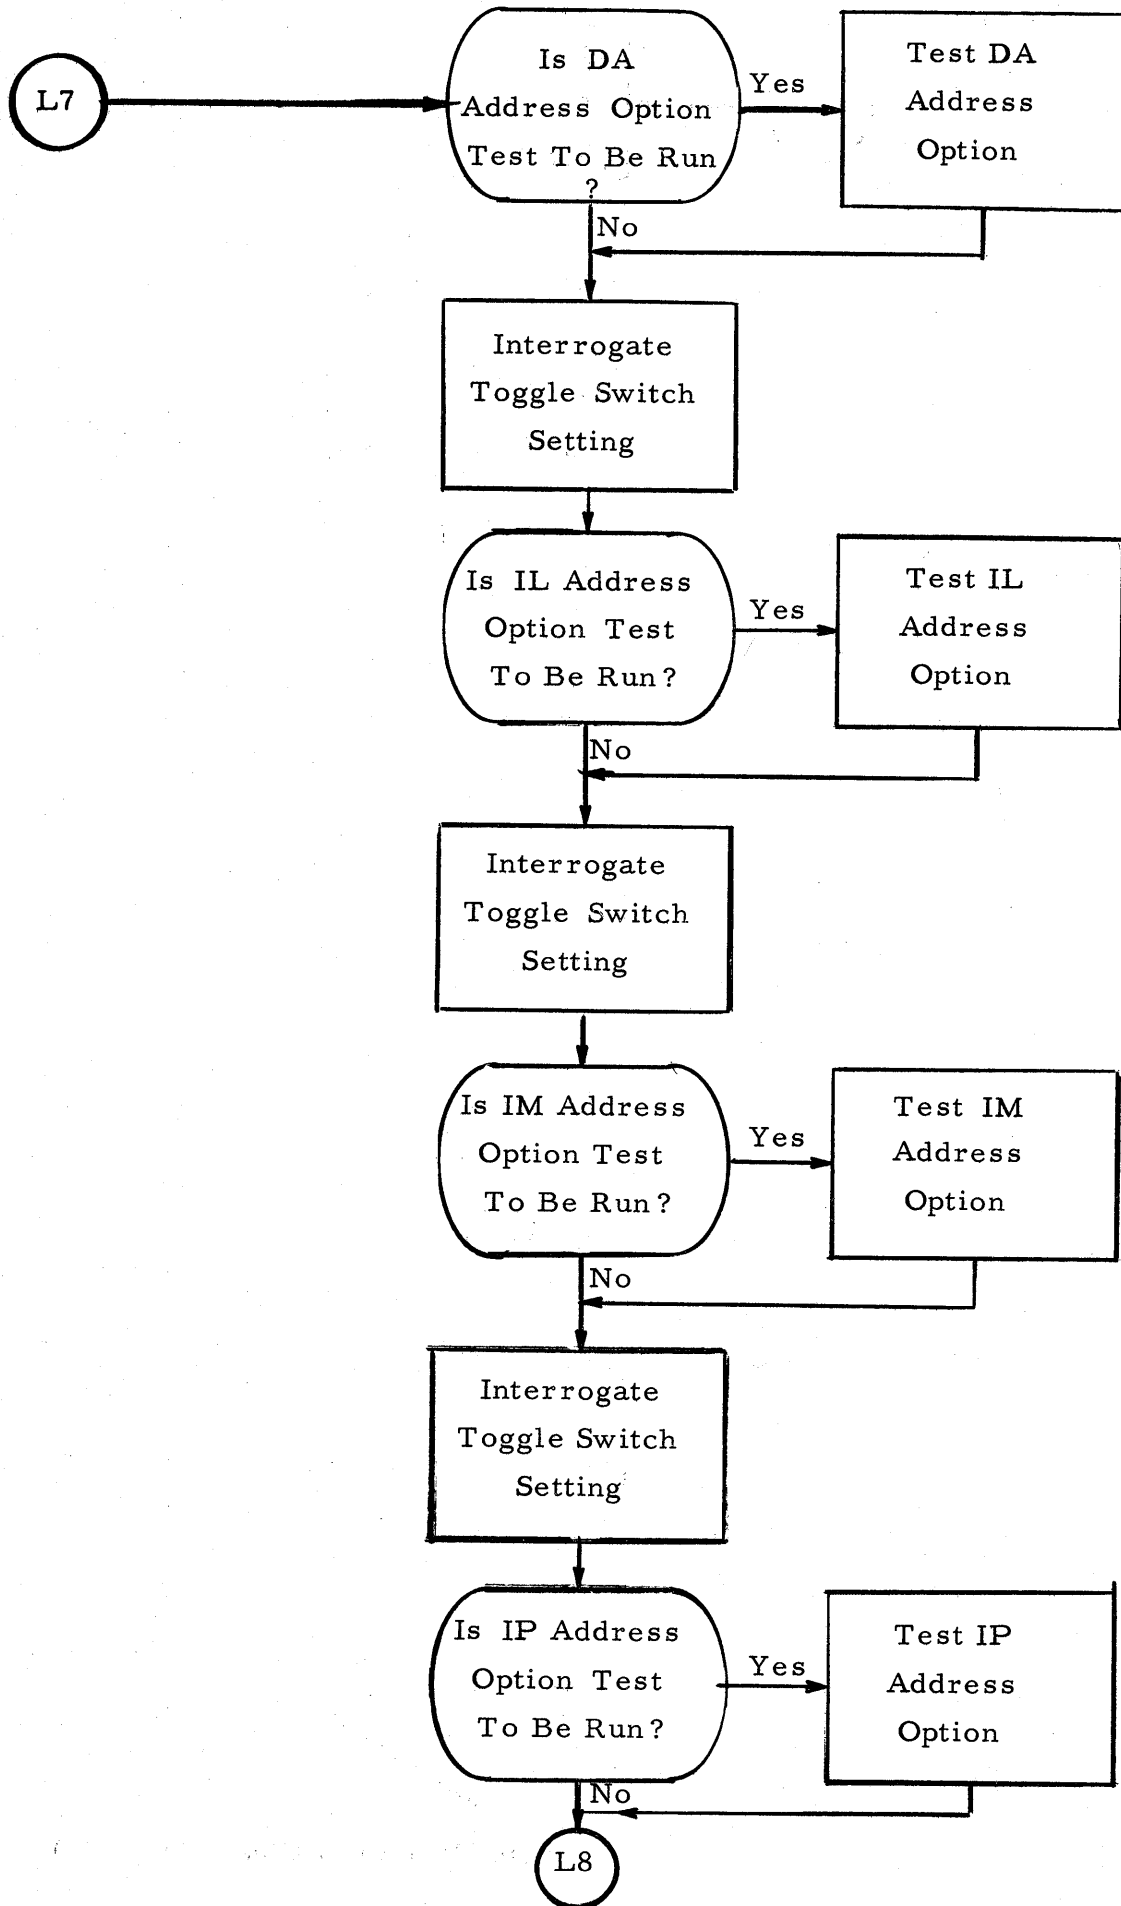 L7
Is DA
Address Option
Test To Be Run
?
Yes
Test DA
Address
Option
No
Interrogate
Toggle Switch
Setting
Is IL Address
Option Test
To Be Run?
Yes
Test IL
Address
Option
No
Interrogate
Toggle Switch
Setting
Is IM Address
Option Test
To Be Run?
Yes
Test IM
Address
Option
No
Interrogate
Toggle Switch
Setting
Is IP Address
Option Test
To Be Run?
Yes
Test IP
Address
Option
No
L8